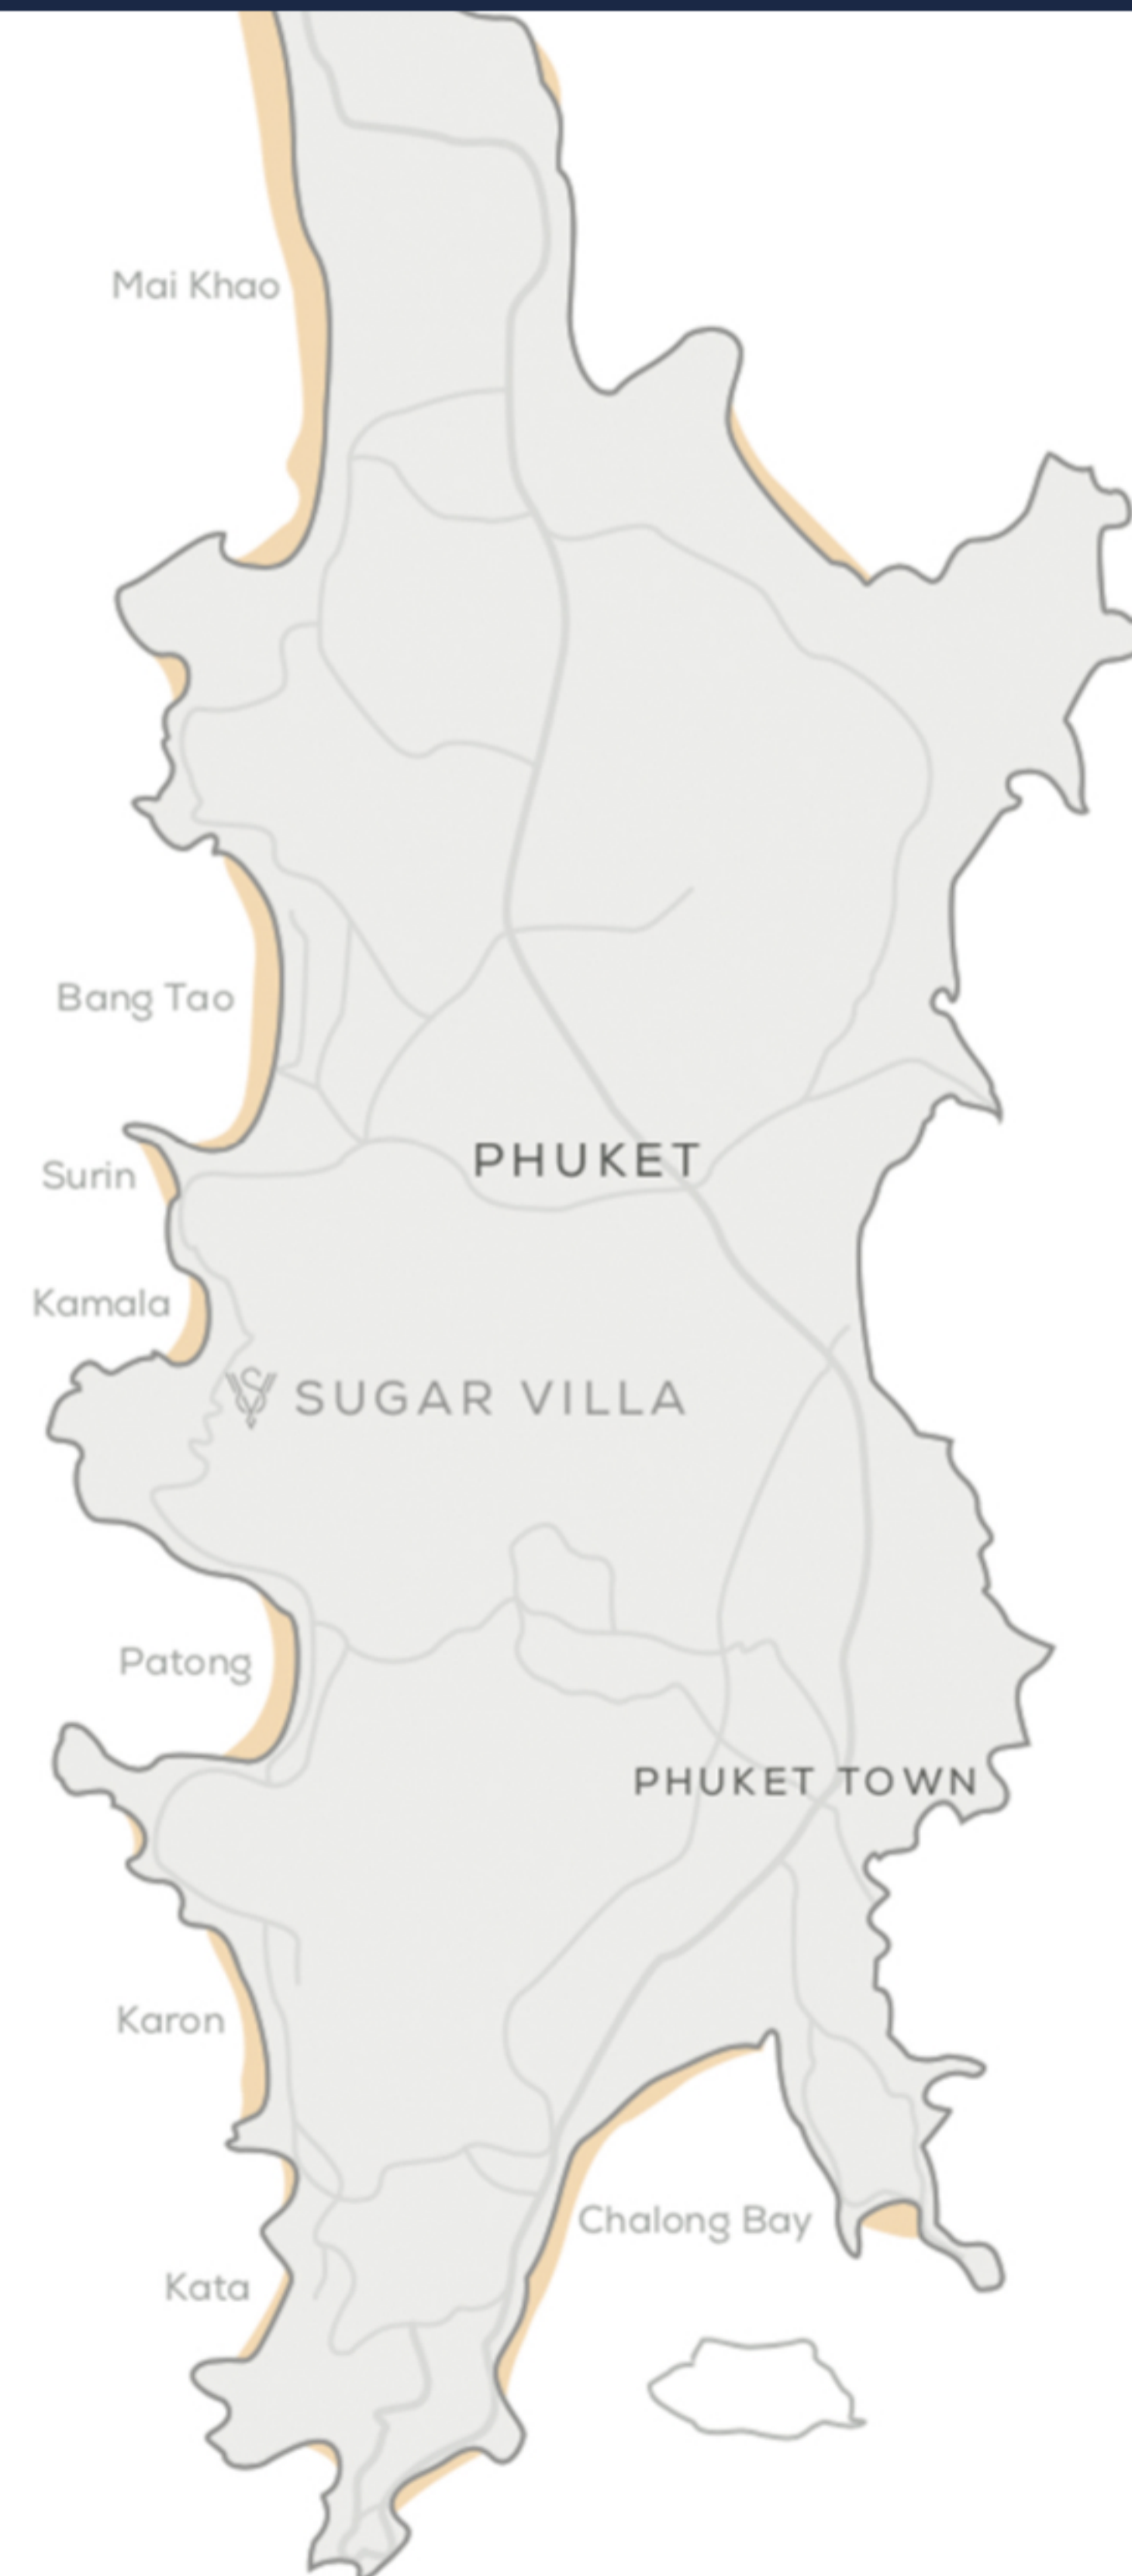 Mai Khao
Bang Tao
PHUKET
Surin
Kamala
SUGAR VILLA
Patong
PHUKET TOWN
Karon
Chalong Bay
Kata